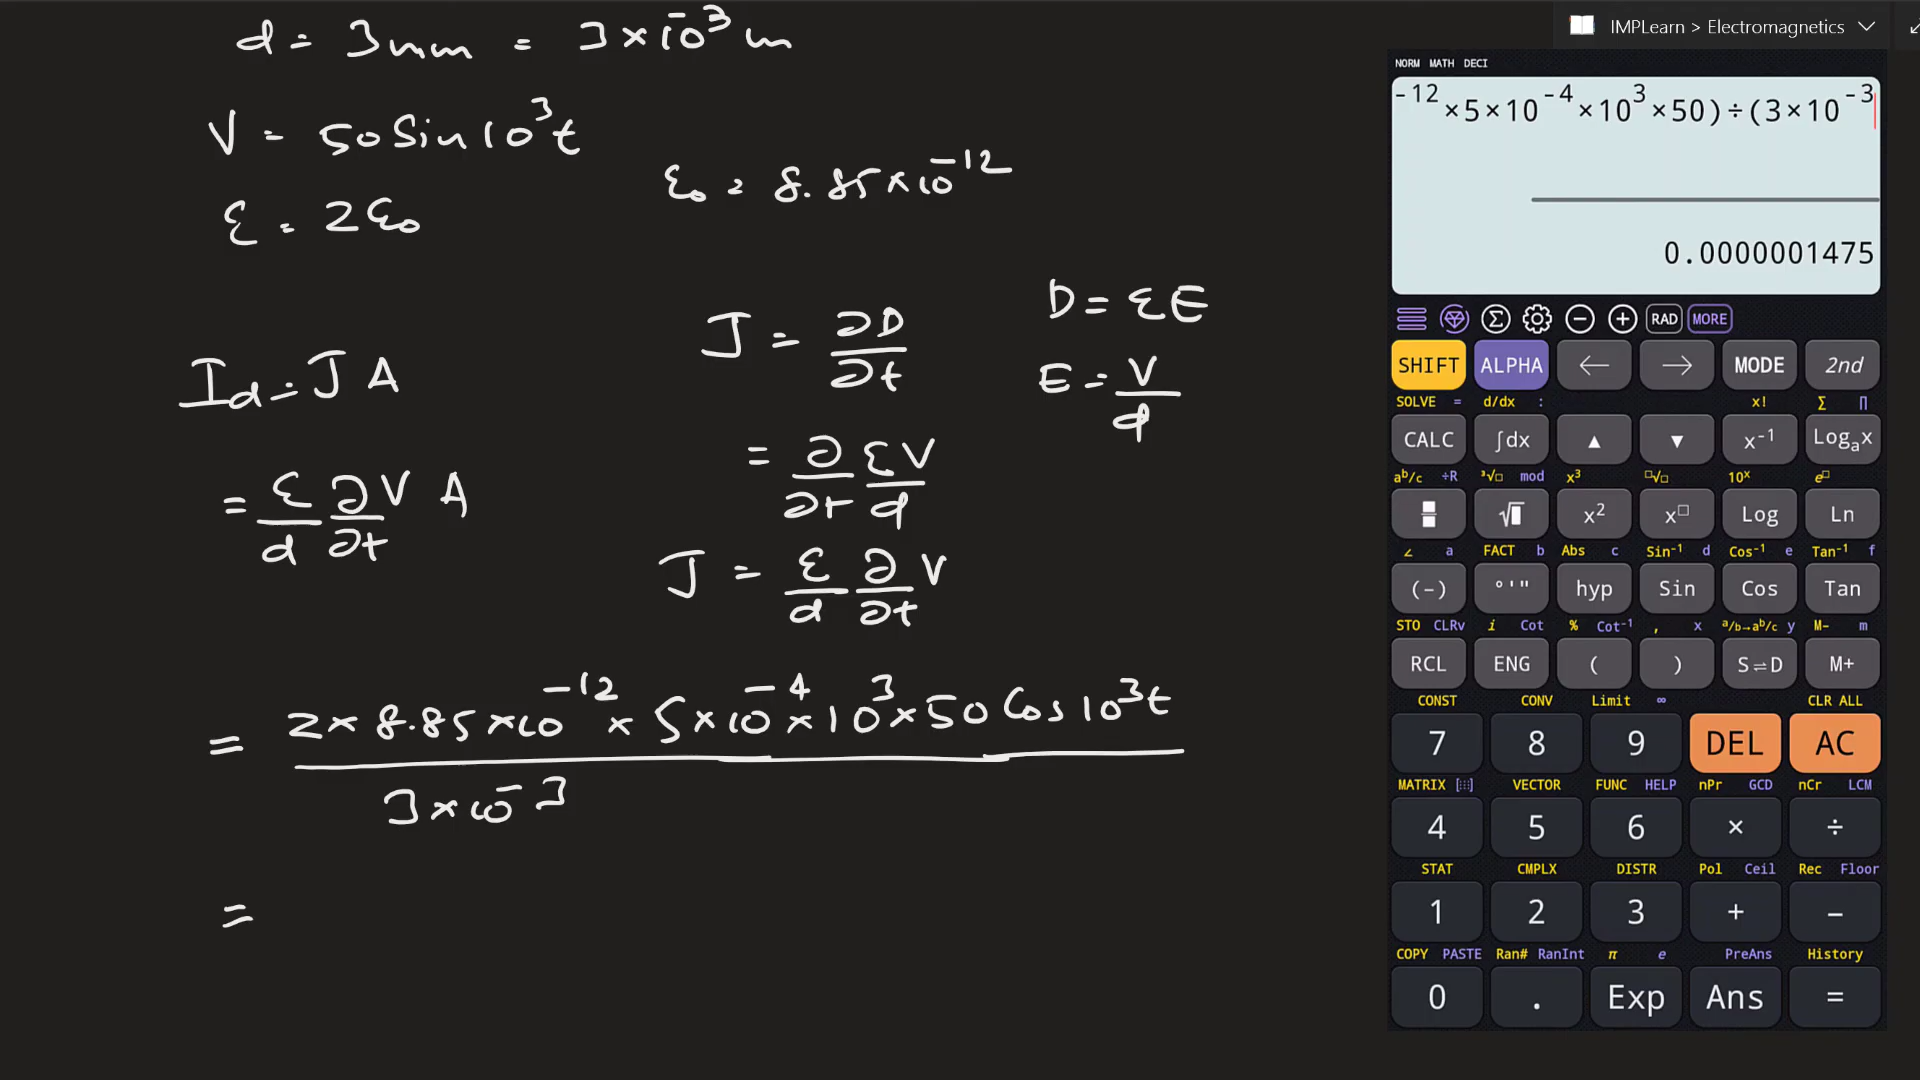 d = 3mm = 3×10⁻³ m
V = 50 Sin 10³t
ε₀ = 8.85×10⁻¹²
ε = 2ε₀
D = εE
J = ∂D/∂t
E = V/d
I_d = J A
= ∂/∂t εV/d
= ε/d ∂/∂t V A
J = ε/d ∂/∂t V
= 2×8.85×10⁻¹²×5×10⁻⁴×10³×50 Cos 10³t / 3×10⁻³
=
IMPLearn > Electromagnetics
NORM MATH DECI
⁻¹²×5×10⁻⁴×10³×50)÷(3×10⁻³
0.0000001475
RAD MORE
SHIFT ALPHA ← → MODE 2nd
SOLVE = d/dx : x! Σ ∏
CALC ∫dx ▲ ▼ x⁻¹ Logₐx
aᵇ/c ÷R ³√□ mod x³ □√□ 10ˣ e□
√ x² x□ Log Ln
∠ a FACT b Abs c Sin⁻¹ d Cos⁻¹ e Tan⁻¹ f
(−) °'" hyp Sin Cos Tan
STO CLRv i Cot % Cot⁻¹ , x a/b→aᵇ/c y M- m
RCL ENG ( ) S⇌D M+
CONST CONV Limit ∞ CLR ALL
7 8 9 DEL AC
MATRIX [∷] VECTOR FUNC HELP nPr GCD nCr LCM
4 5 6 × ÷
STAT CMPLX DISTR Pol Ceil Rec Floor
1 2 3 + −
COPY PASTE Ran# RanInt π e PreAns History
0 . Exp Ans =